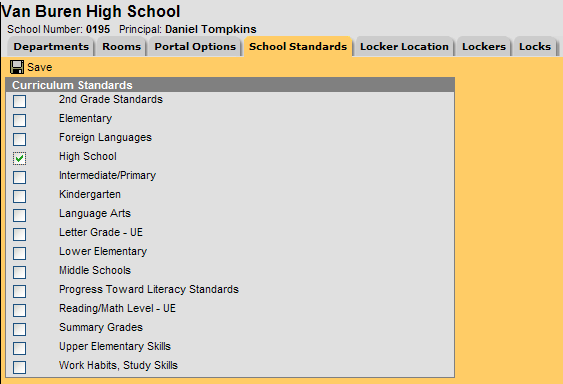 Van Buren High School
School Number: 0195 Principal: Daniel Tompkins
Departments Rooms Portal Options School Standards Locker Location Lockers Locks
Save
Curriculum Standards
2nd Grade Standards
Elementary
Foreign Languages
High School
Intermediate/Primary
Kindergarten
Language Arts
Letter Grade - UE
Lower Elementary
Middle Schools
Progress Toward Literacy Standards
Reading/Math Level - UE
Summary Grades
Upper Elementary Skills
Work Habits, Study Skills